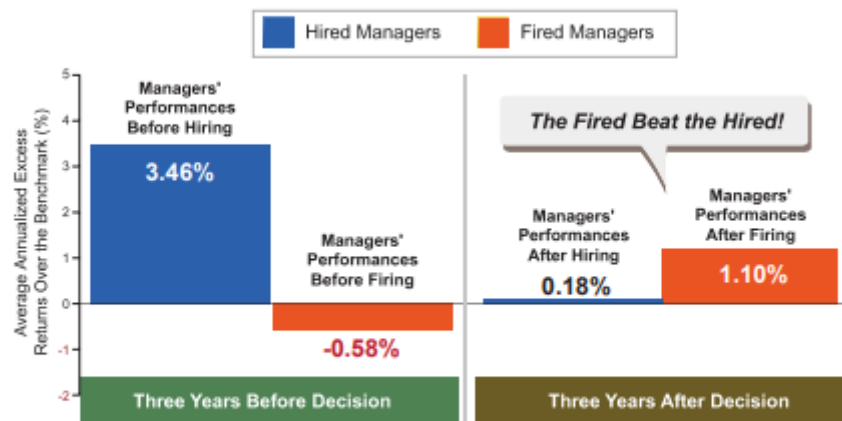 Hired Managers
Fired Managers
Average Annualized Excess
Returns Over the Benchmark (%)
5
4
3
2
1
0
-1
-2
Managers'
Performances
Before Hiring
3.46%
Managers'
Performances
Before Firing
-0.58%
The Fired Beat the Hired!
Managers'
Performances
After Hiring
0.18%
Managers'
Performances
After Firing
1.10%
Three Years Before Decision
Three Years After Decision